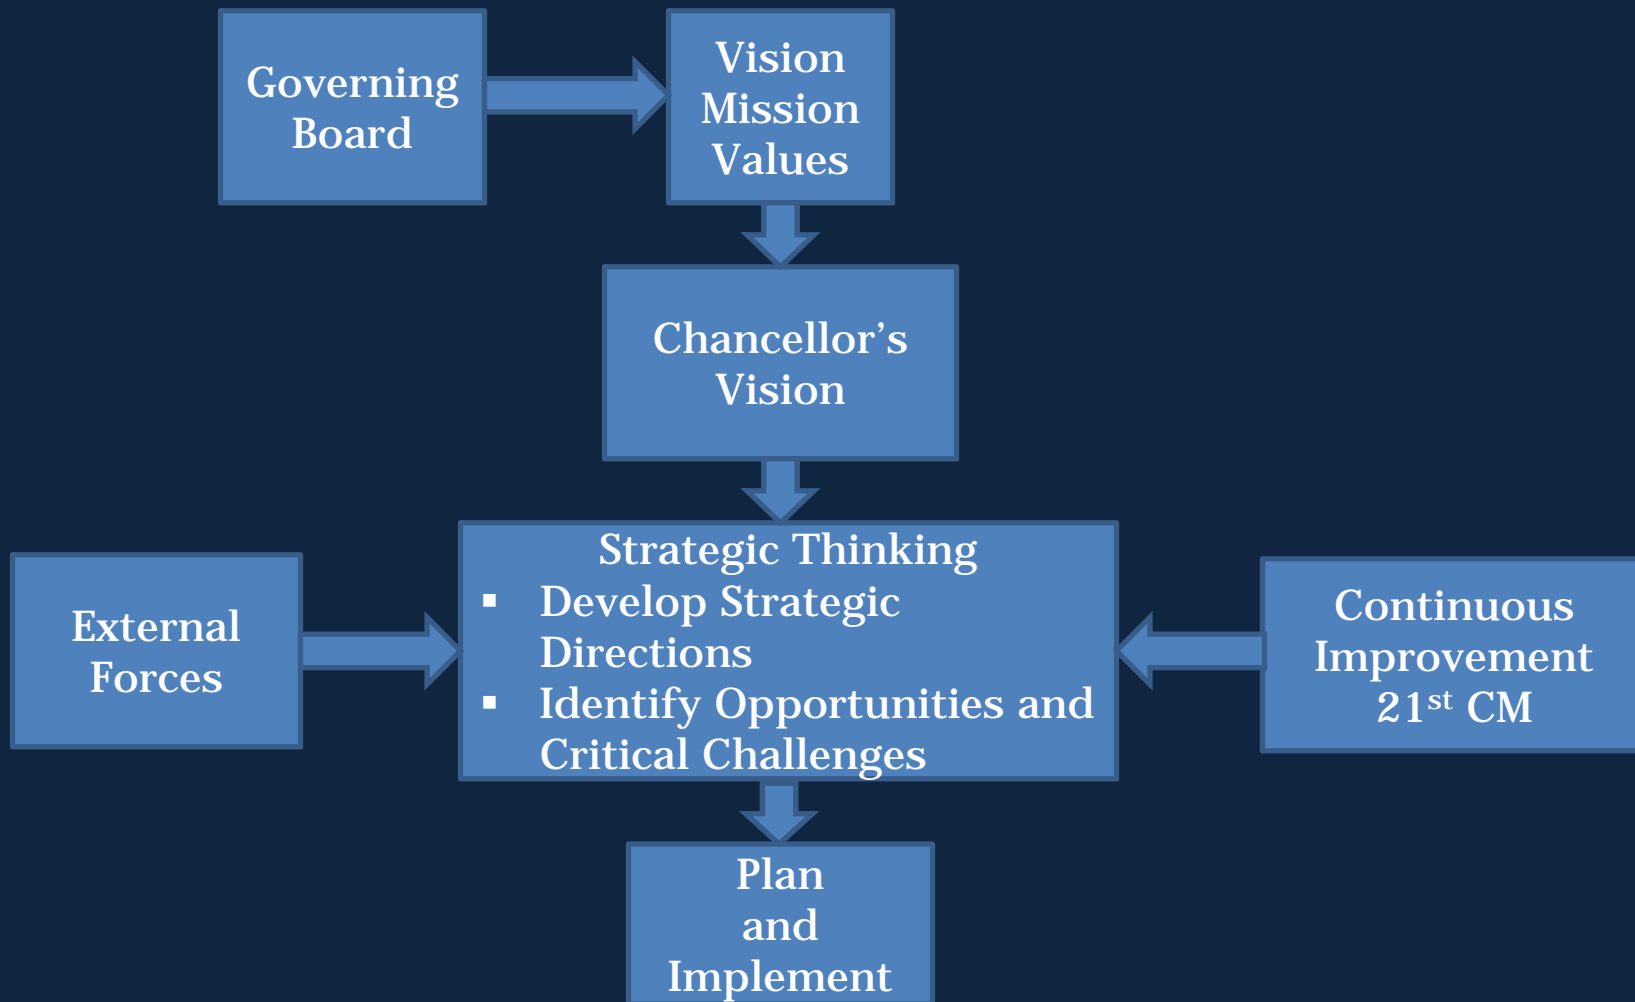 Governing
Board
Vision
Mission
Values
Chancellor’s
Vision
External
Forces
Strategic Thinking
▪ Develop Strategic
Directions
▪ Identify Opportunities and
Critical Challenges
Continuous
Improvement
21st CM
Plan
and
Implement